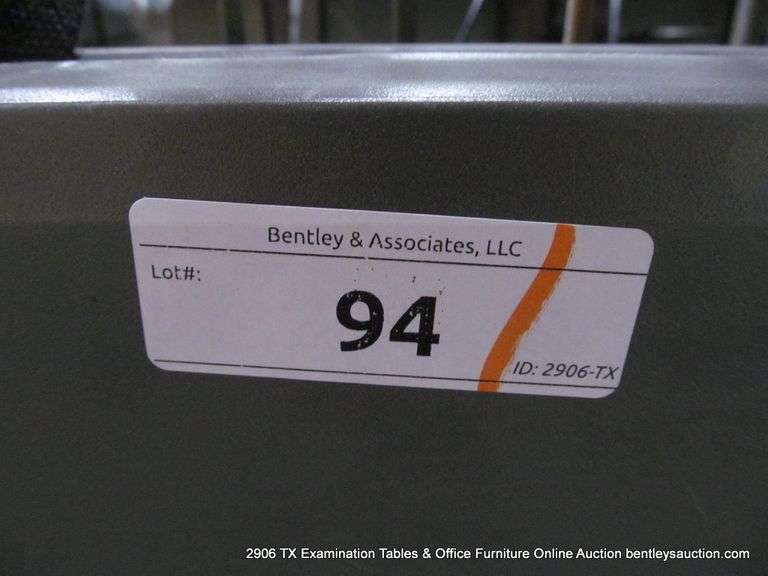 Bentley & Associates, LLC
Lot#:
94
ID: 2906-TX
2906 TX Examination Tables & Office Furniture Online Auction bentleysauction.com